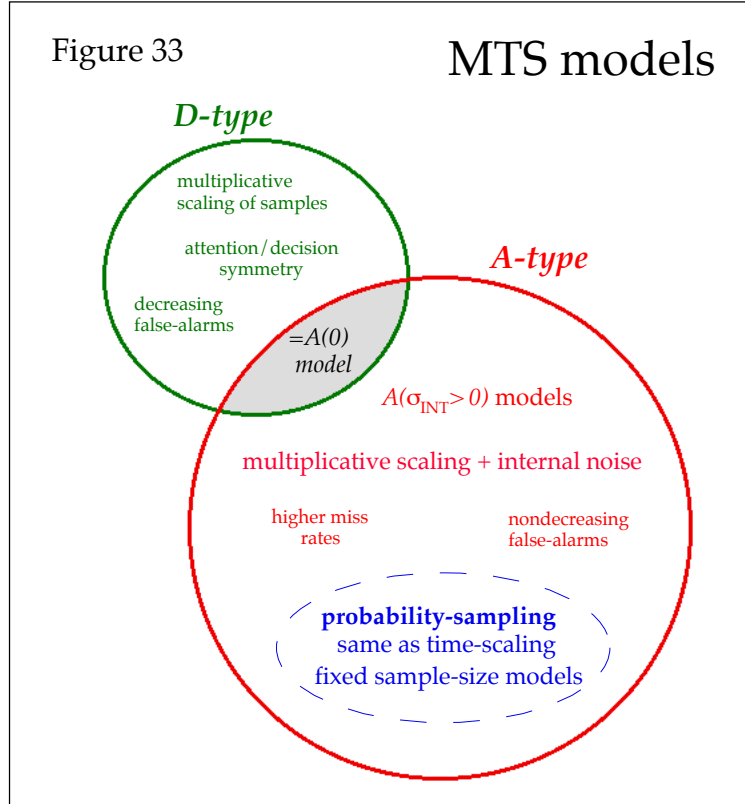 Figure 33
MTS models
D-type
multiplicative
scaling of samples
attention/decision
symmetry
decreasing
false-alarms
A-type
=A(0)
model
A(σINT>0) models
multiplicative scaling + internal noise
higher miss
rates
nondecreasing
false-alarms
probability-sampling
same as time-scaling
fixed sample-size models